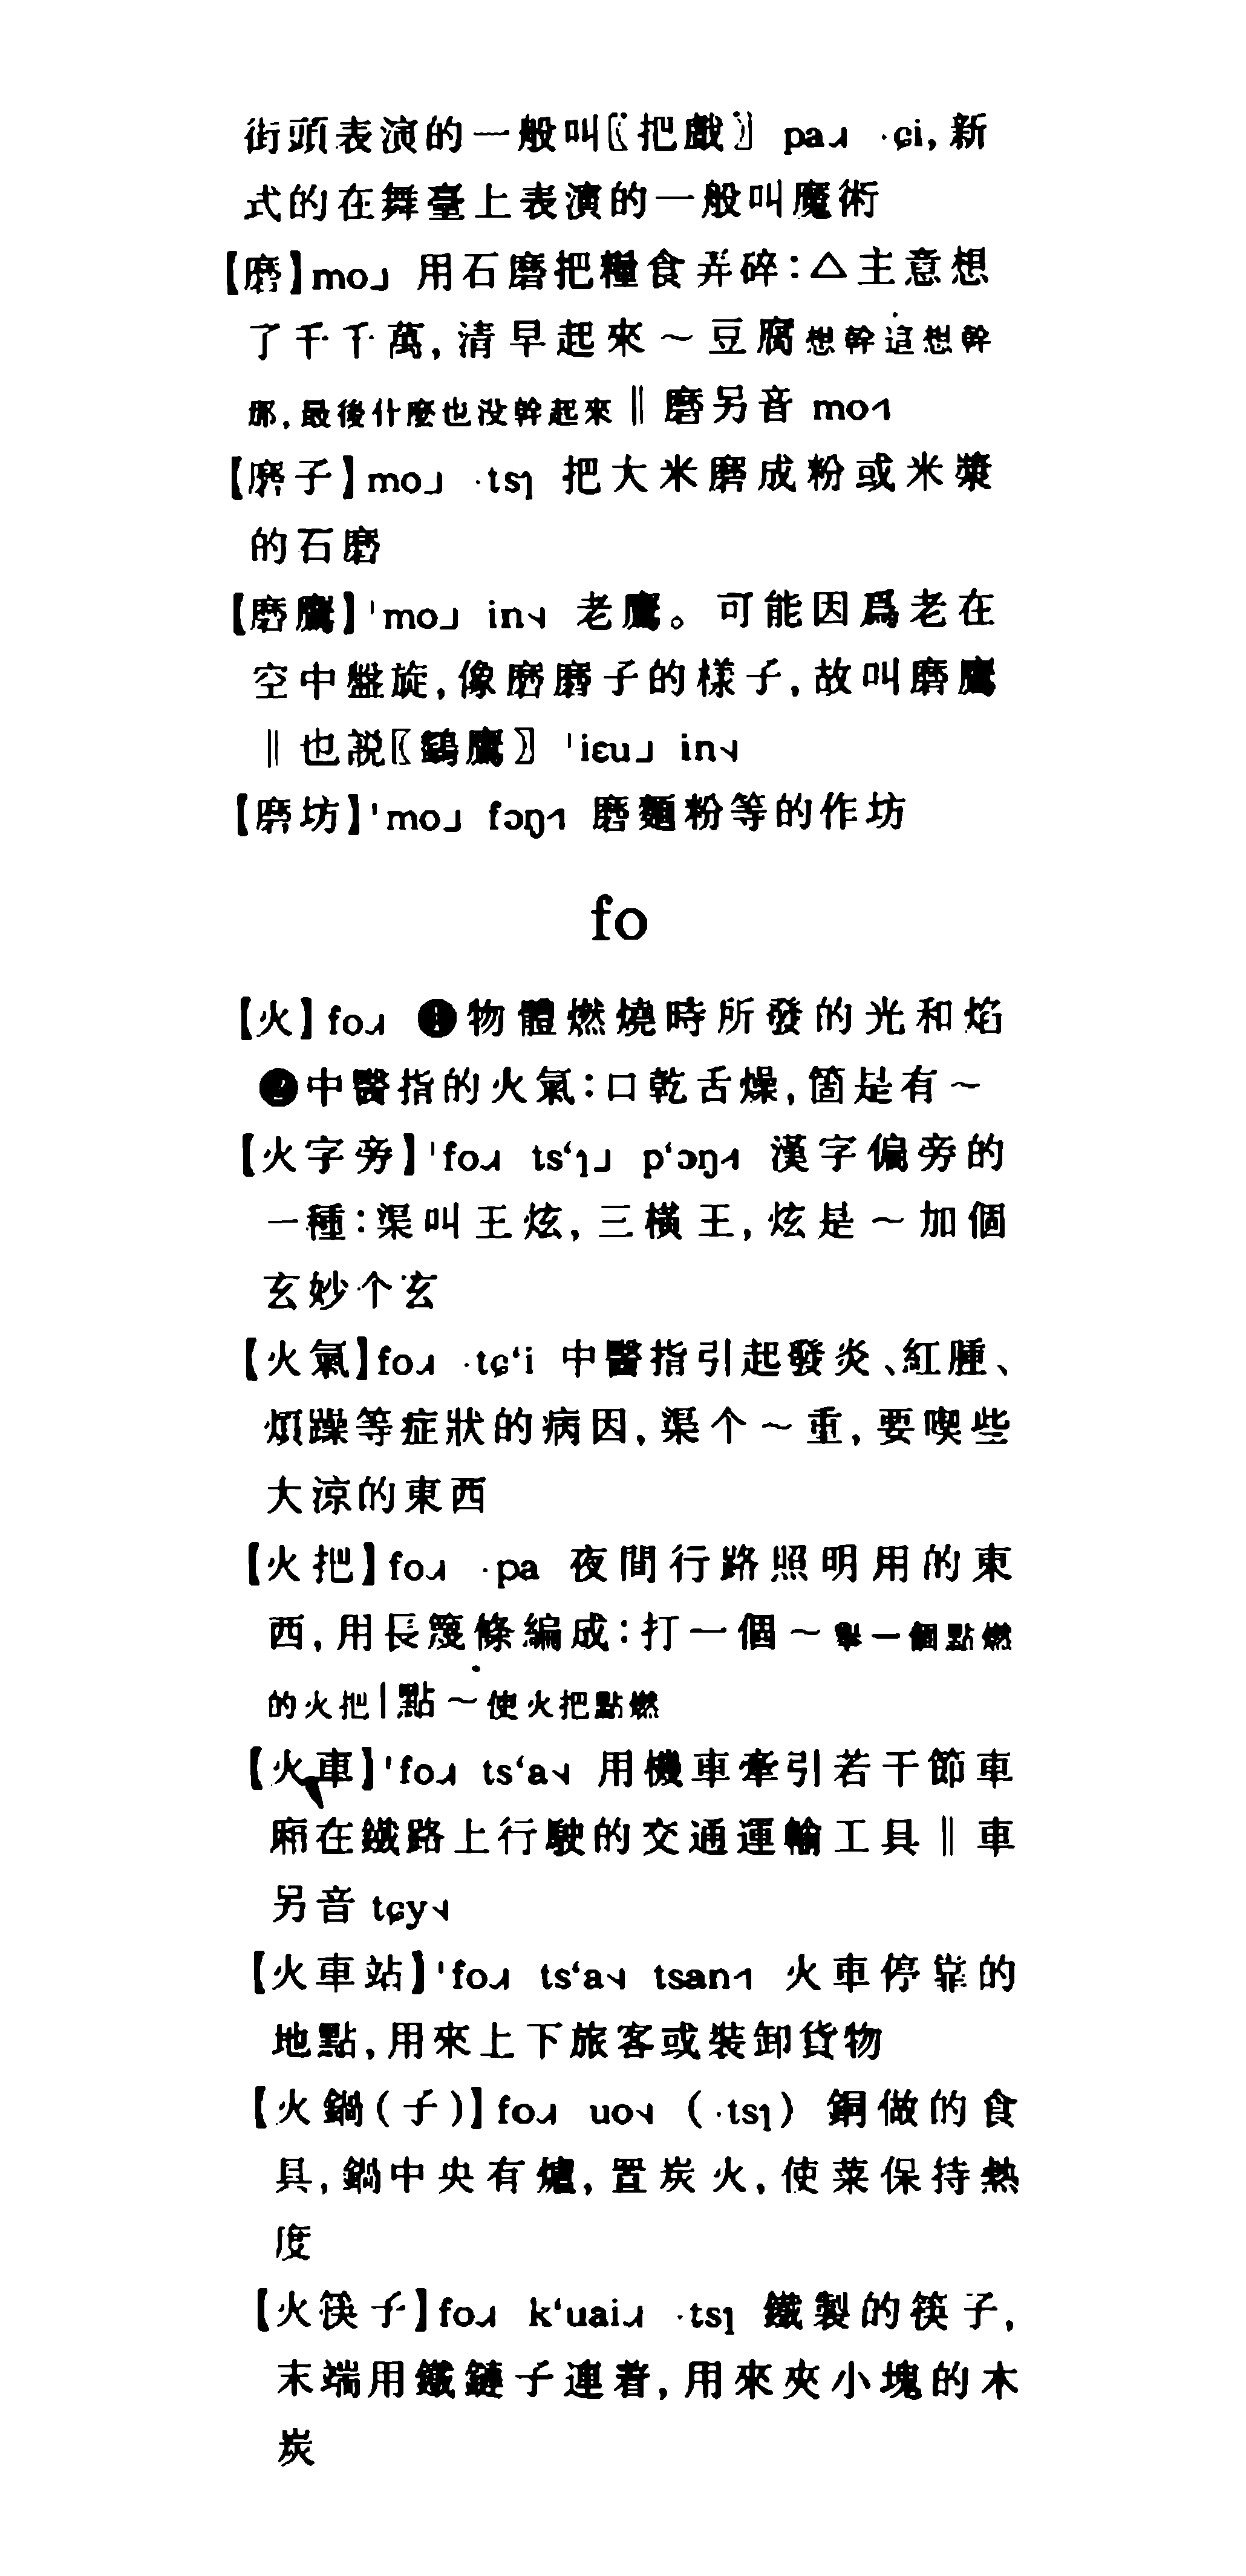 街頭表演的一般叫〖把戲〗 pa˩˧ ·ɕi，新
式的在舞臺上表演的一般叫魔術
【磨】mo˩ 用石磨把糧食弄碎：△主意想
了千千萬，清早起來～豆腐想幹這想幹
那，最後什麽也没幹起來‖磨另音 mo˧˥
【磨子】mo˩ ·tsɿ 把大米磨成粉或米漿
的石磨
【磨鷹】ˈmo˩ in˧˩ 老鷹。可能因爲老在
空中盤旋，像磨磨子的樣子，故叫磨鷹
‖也説〖鷂鷹〗 ˈiɛu˩ in˧˩
【磨坊】ˈmo˩ fɔŋ˧˥ 磨麵粉等的作坊
fo
【火】fo˩˧ ❶物體燃燒時所發的光和焰
❷中醫指的火氣：口乾舌燥，箇是有～
【火字旁】ˈfo˩˧ tsʻɿ˩ pʻɔŋ˧˥ 漢字偏旁的
一種：渠叫王炫，三橫王，炫是～加個
玄妙个玄
【火氣】fo˩˧ ·tɕʻi 中醫指引起發炎、紅腫、
煩躁等症狀的病因，渠个～重，要喫些
大涼的東西
【火把】fo˩˧ ·pa 夜間行路照明用的東
西，用長篾條編成：打一個～舉一個點燃
的火把｜點～使火把點燃
【火車】ˈfo˩˧ tsʻa˧˩ 用機車牽引若干節車
廂在鐵路上行駛的交通運輸工具‖車
另音 tɕy˧˩
【火車站】ˈfo˩˧ tsʻa˧˩ tsan˧˥ 火車停靠的
地點，用來上下旅客或裝卸貨物
【火鍋（子）】fo˩˧ uo˧˩ （·tsɿ） 銅做的食
具，鍋中央有爐，置炭火，使菜保持熱
度
【火筷子】fo˩˧ kʻuai˩˧ ·tsɿ 鐵製的筷子，
末端用鐵鏈子連着，用來夾小塊的木
炭